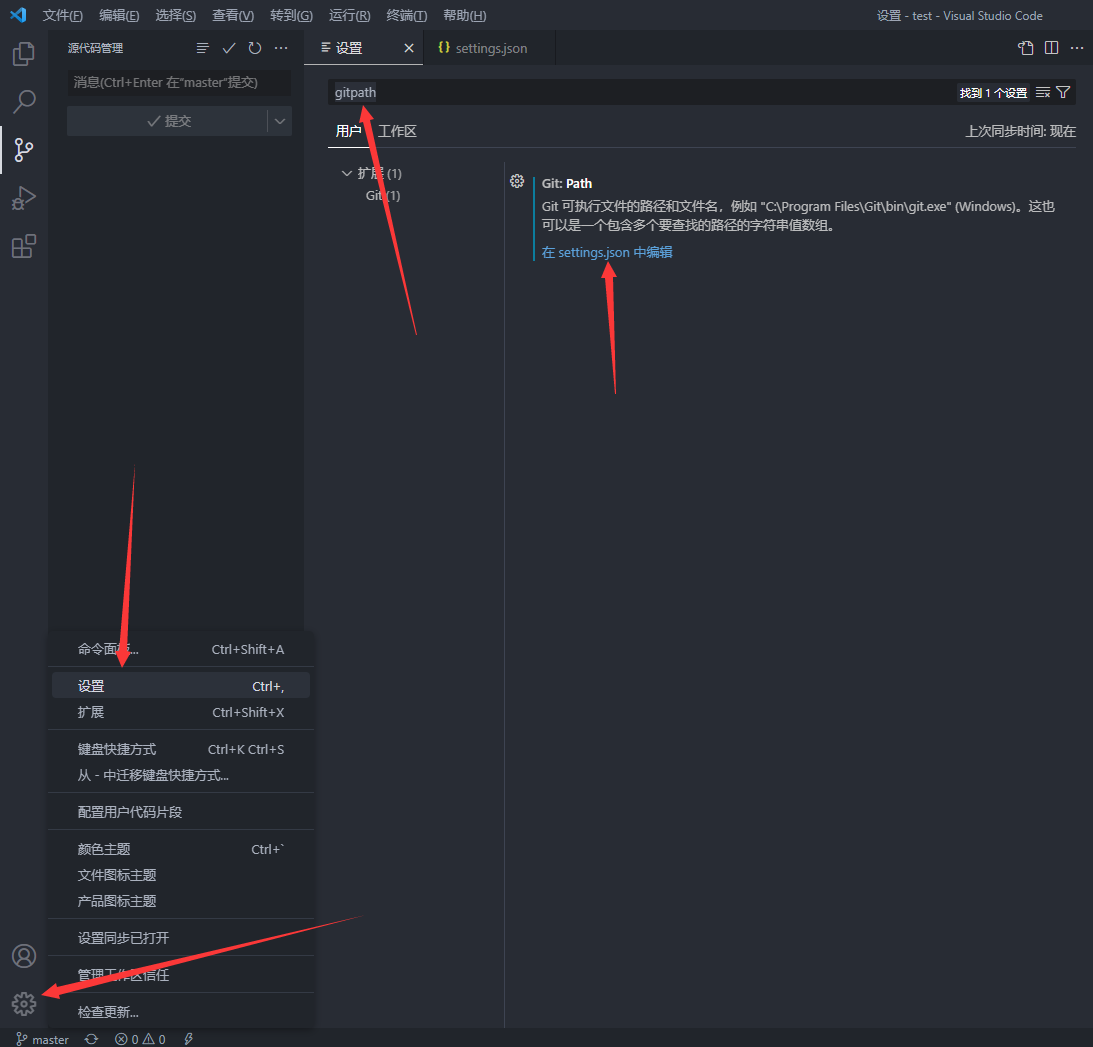 文件(F) 编辑(E) 选择(S) 查看(V) 转到(G) 运行(R) 终端(T) 帮助(H) 设置 - test - Visual Studio Code
源代码管理
设置
settings.json
消息(Ctrl+Enter 在"master"提交)
提交
gitpath
找到 1 个设置
用户 工作区
上次同步时间: 现在
扩展 (1)
Git (1)
Git: Path
Git 可执行文件的路径和文件名，例如 "C:\Program Files\Git\bin\git.exe" (Windows)。这也
可以是一个包含多个要查找的路径的字符串值数组。
在 settings.json 中编辑
命令面板... Ctrl+Shift+A
设置 Ctrl+,
扩展 Ctrl+Shift+X
键盘快捷方式 Ctrl+K Ctrl+S
从 - 中迁移键盘快捷方式...
配置用户代码片段
颜色主题 Ctrl+`
文件图标主题
产品图标主题
设置同步已打开
管理工作区信任
检查更新...
master 0 0